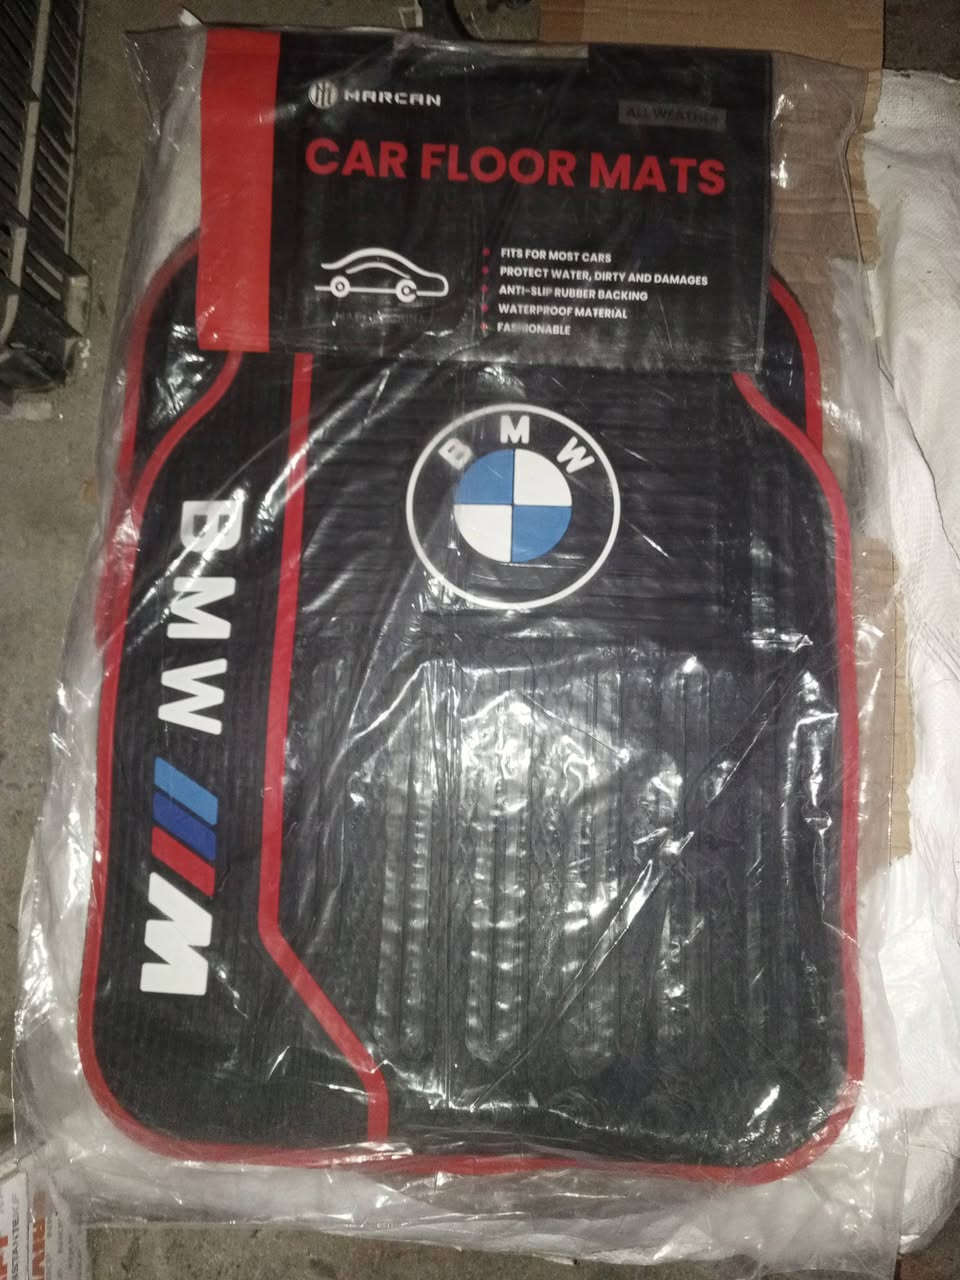 MARCAN
ALL WEATHER
CAR FLOOR MATS
FITS FOR MOST CARS
PROTECT WATER, DIRTY AND DAMAGES
ANTI-SLIP RUBBER BACKING
WATERPROOF MATERIAL
FASHIONABLE
BMW
BMW M